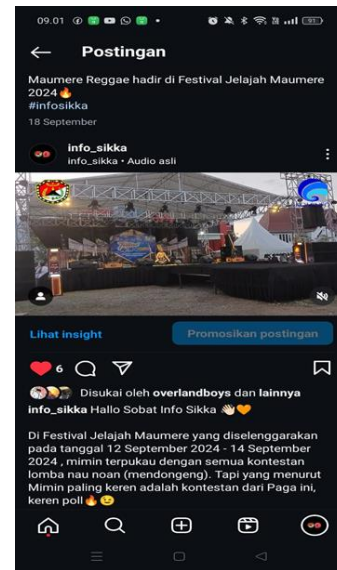 09.01
91
Postingan
Maumere Reggae hadir di Festival Jelajah Maumere
2024🔥
#infosikka
18 September
info_sikka
info_sikka • Audio asli
Lihat insight
Promosikan postingan
6
Disukai oleh overlandboys dan lainnya
info_sikka Hallo Sobat Info Sikka 👋🏻🧡
Di Festival Jelajah Maumere yang diselenggarakan
pada tanggal 12 September 2024 - 14 September
2024 , mimin terpukau dengan semua kontestan
lomba nau noan (mendongeng). Tapi yang menurut
Mimin paling keren adalah kontestan dari Paga ini,
keren poll🔥😉